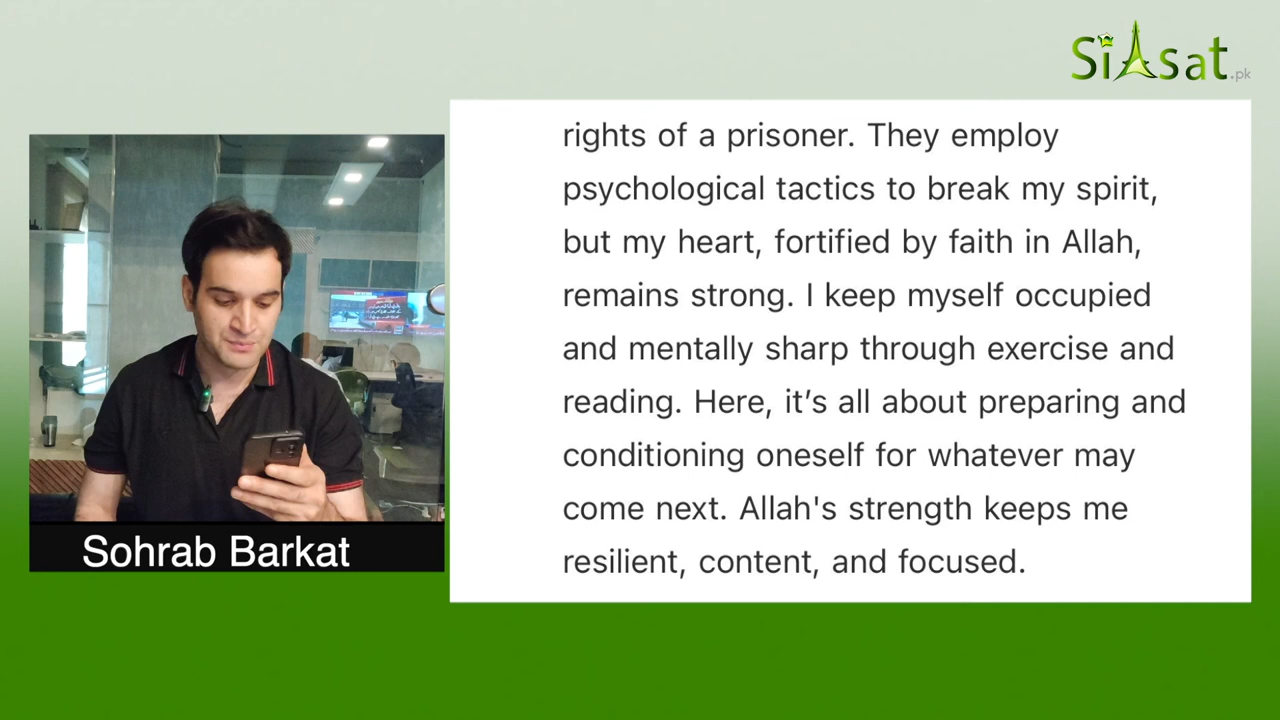 SiAsat.pk
rights of a prisoner. They employ
psychological tactics to break my spirit,
but my heart, fortified by faith in Allah,
remains strong. I keep myself occupied
and mentally sharp through exercise and
reading. Here, it’s all about preparing and
conditioning oneself for whatever may
come next. Allah's strength keeps me
resilient, content, and focused.
Sohrab Barkat